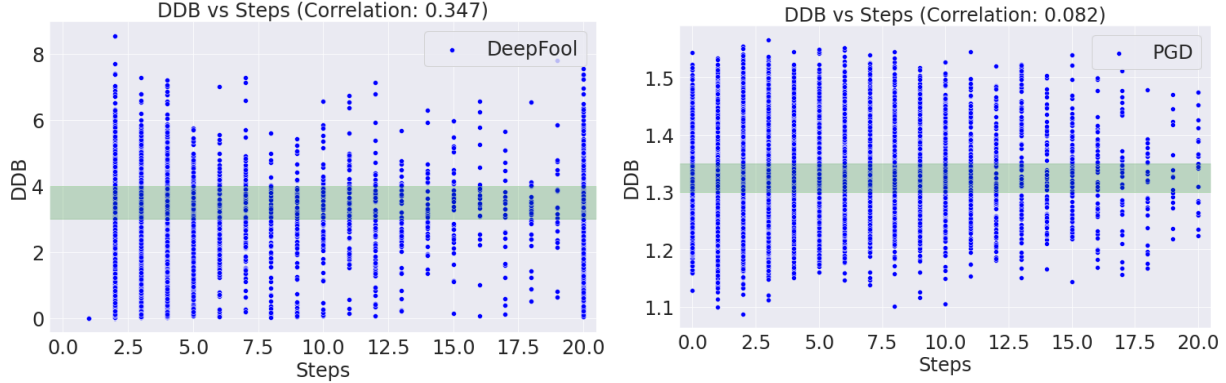 DDB vs Steps (Correlation: 0.347)
DeepFool
DDB
8
6
4
2
0
0.0 2.5 5.0 7.5 10.0 12.5 15.0 17.5 20.0
Steps
DDB vs Steps (Correlation: 0.082)
PGD
DDB
1.5
1.4
1.3
1.2
1.1
0.0 2.5 5.0 7.5 10.0 12.5 15.0 17.5 20.0
Steps